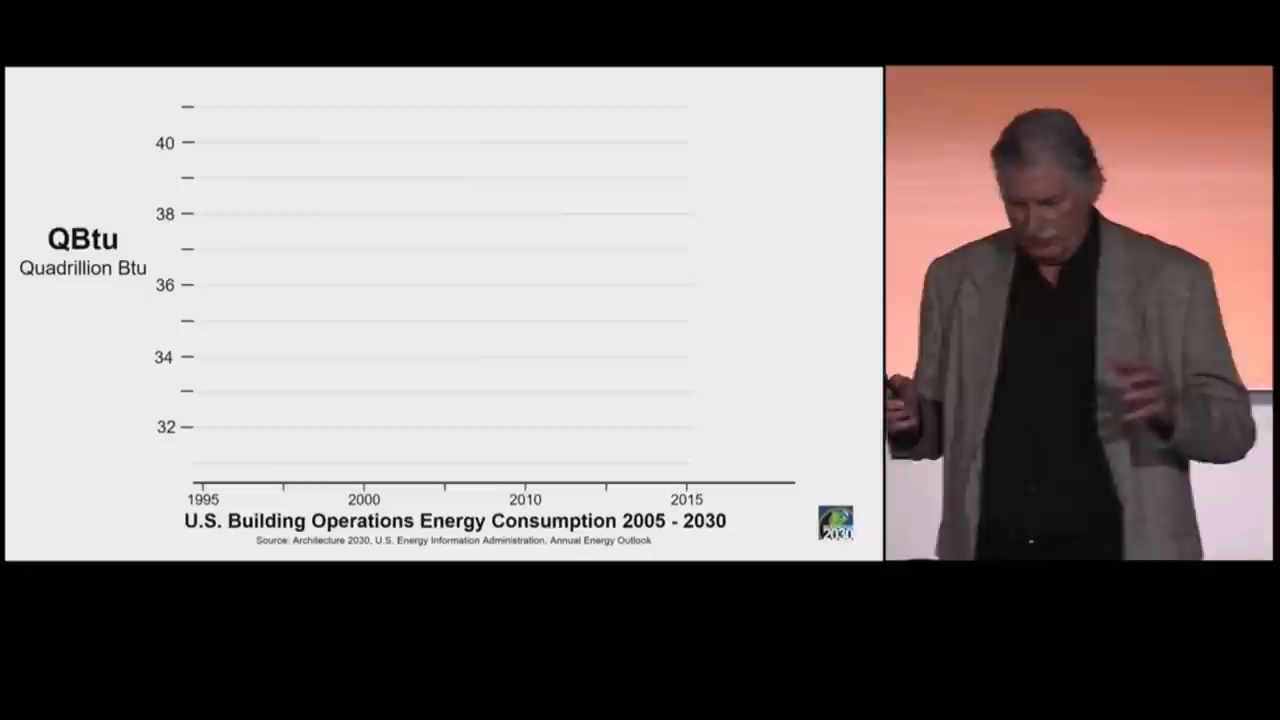 40
38
QBtu
Quadrillion Btu
36
34
32
1995 2000 2010 2015
U.S. Building Operations Energy Consumption 2005 - 2030
Source: Architecture 2030, U.S. Energy Information Administration, Annual Energy Outlook
2030